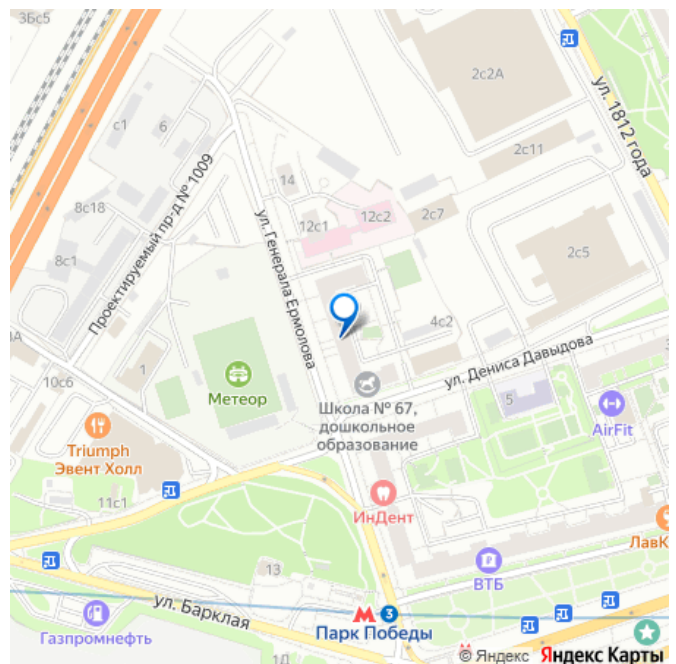 3Бс5
2с2А
ул. 1812 года
с1
6
2с11
Проектируемый пр-д № 1009
14
8с18
12с1
12с2
2с7
ул. Генерала Ермолова
8с1
2с5
4с2
ул. Дениса Давыдова
1
10с6
Метеор
5
Школа № 67,
дошкольное
образование
AirFit
Triumph
Эвент Холл
11с1
ИнДент
ЛавК
13
ВТБ
ул. Барклая
3
Газпромнефть
Парк Победы
1Д
© Яндекс Яндекс Карты